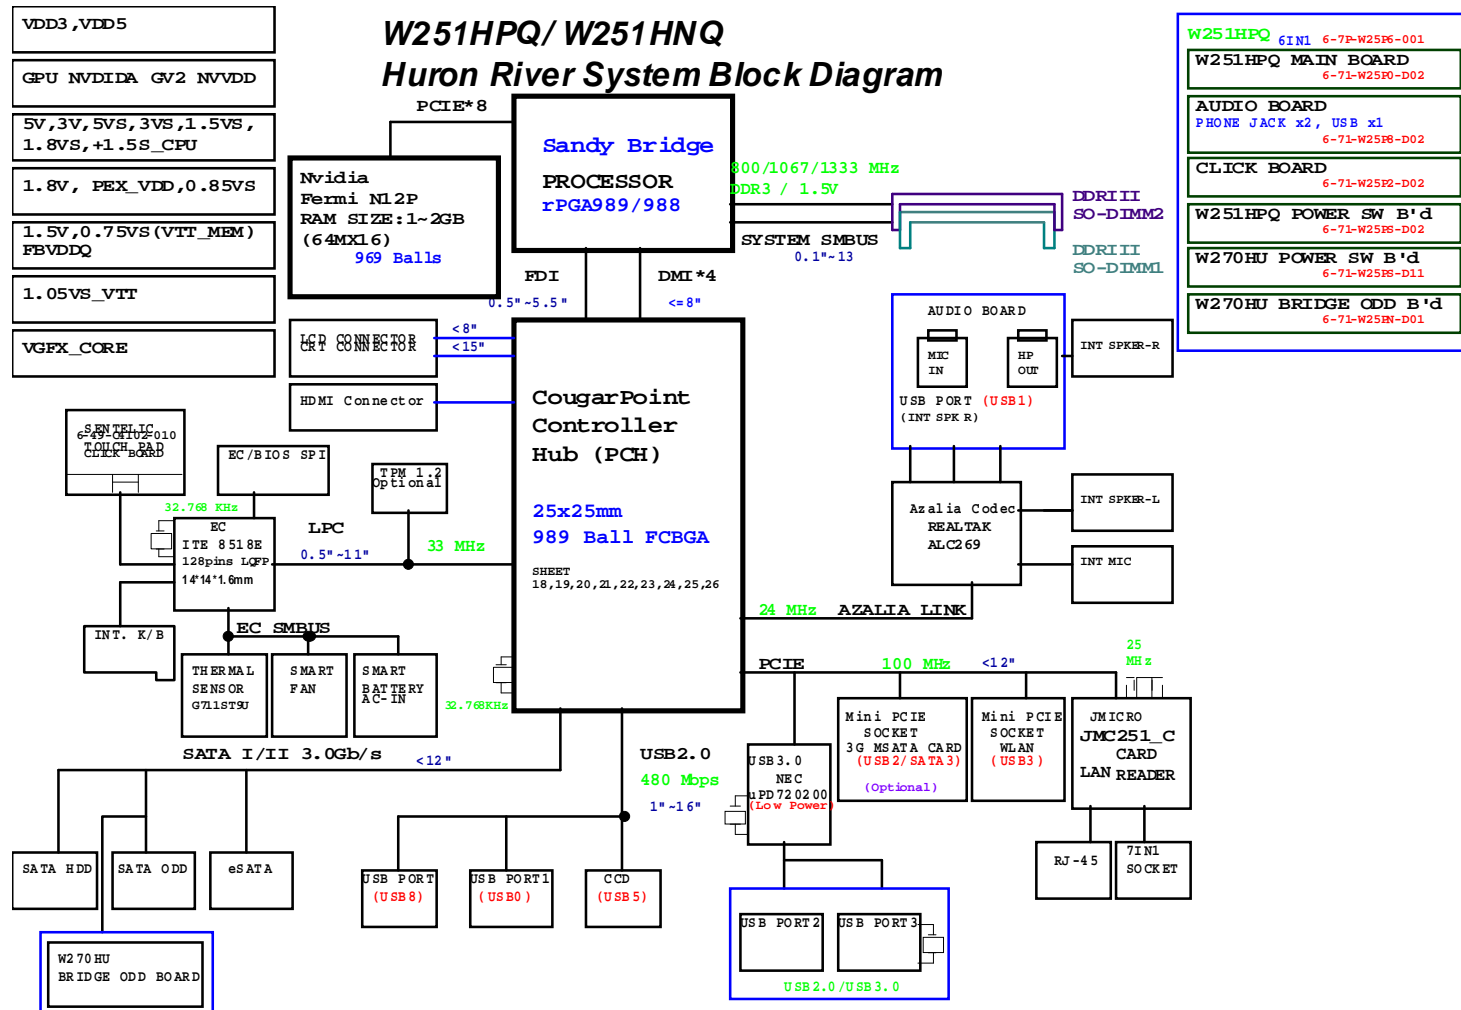 W251HPQ/ W251HNQ
Huron River System Block Diagram
VDD3,VDD5
GPU NVDIDA GV2 NVVDD
5V,3V,5VS,3VS,1.5VS,
1.8VS,+1.5S_CPU
1.8V, PEX_VDD,0.85VS
1.5V,0.75VS(VTT_MEM)
FBVDDQ
1.05VS_VTT
VGFX_CORE
W251HPQ 6IN1 6-7P-W25P6-001
W251HPQ MAIN BOARD
6-71-W25P0-D02
AUDIO BOARD
PHONE JACK x2, USB x1
6-71-W25P8-D02
CLICK BOARD
6-71-W25P2-D02
W251HPQ POWER SW B'd
6-71-W25PS-D02
W270HU POWER SW B'd
6-71-W25PS-D11
W270HU BRIDGE ODD B'd
6-71-W25EN-D01
PCIE*8
Nvidia
Fermi N12P
RAM SIZE:1~2GB
(64MX16)
969 Balls
Sandy Bridge
PROCESSOR
rPGA989/988
800/1067/1333 MHz
DDR3 / 1.5V
SYSTEM SMBUS
0.1"~13
DDRIII
SO-DIMM2
DDRIII
SO-DIMM1
FDI
0.5"~5.5"
DMI*4
<=8"
LCD CONNECTOR
<8"
CRT CONNECTOR
<15"
HDMI Connector
CougarPoint
Controller
Hub (PCH)
25x25mm
989 Ball FCBGA
SHEET
18,19,20,21,22,23,24,25,26
AUDIO BOARD
MIC
IN
HP
OUT
USB PORT (USB1)
(INT SPK R)
INT SPKER-R
Azalia Codec
REALTAK
ALC269
INT SPKER-L
INT MIC
24 MHz AZALIA LINK
SENTELIC
6-49-C4102-010
TOUCH PAD
CLICK BOARD
EC/BIOS SPI
TPM 1.2
Optional
32.768 KHz
EC
ITE 8518E
128pins LQFP
14*14*1.6mm
LPC
0.5"~11"
33 MHz
INT. K/B
EC SMBUS
THERMAL
SENSOR
G711ST9U
SMART
FAN
SMART
BATTERY
AC-IN
32.768KHz
SATA I/II 3.0Gb/s
<12"
SATA HDD
SATA ODD
eSATA
W270HU
BRIDGE ODD BOARD
USB2.0
480 Mbps
1"~16"
USB PORT
(USB8)
USB PORT1
(USB0)
CCD
(USB5)
PCIE
100 MHz
<12"
25
MHz
USB3.0
NEC
uPD720200
(Low Power)
Mini PCIE
SOCKET
3G MSATA CARD
(USB2/SATA3)
(Optional)
Mini PCIE
SOCKET
WLAN
(USB3)
JMICRO
JMC251_C
CARD
LAN READER
RJ-45
7IN1
SOCKET
USB PORT2
USB PORT3
USB2.0/USB3.0